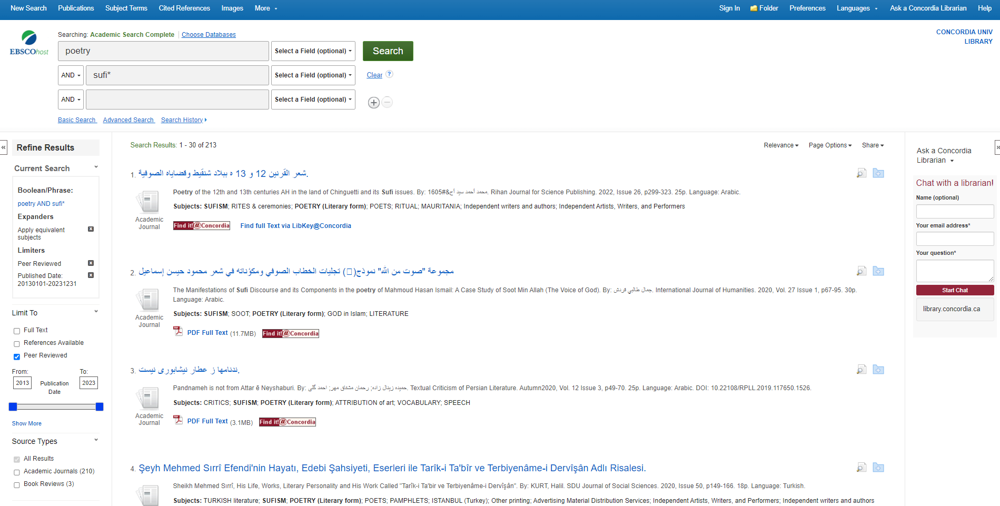 New Search Publications Subject Terms Cited References Images More Sign In Folder Preferences Languages Ask a Concordia Librarian Help
EBSCOhost
Searching: Academic Search Complete Choose Databases
CONCORDIA UNIV
LIBRARY
poetry Select a Field (optional) Search
AND sufi* Select a Field (optional) Clear ?
AND Select a Field (optional)
Basic Search Advanced Search Search History
« Refine Results
Current Search
Boolean/Phrase:
poetry AND sufi*
Expanders
Apply equivalent
subjects
Limiters
Peer Reviewed
Published Date:
20130101-20231231
Limit To
Full Text
References Available
Peer Reviewed
From: To:
2013 Publication 2023
Date
Show More
Source Types
All Results
Academic Journals (210)
Book Reviews (3)
Search Results: 1 - 30 of 213
Relevance Page Options Share
1. شعر القرنين 12 و 13 ه ببلاد شنقيط وقضاياه الصوفية.
Poetry of the 12th and 13th centuries AH in the land of Chinguetti and its Sufi issues. By: محمد أحمد سيد أح&#1605. Rihan Journal for Science Publishing. 2022, Issue 26, p299-323. 25p. Language: Arabic.
Subjects: SUFISM; RITES & ceremonies; POETRY (Literary form); POETS; RITUAL; MAURITANIA; Independent writers and authors; Independent Artists, Writers, and Performers
Academic
Journal
Find it!@Concordia Find full Text via LibKey@Concordia
2. مجموعة "صوت من الله" نموذج(▯) تجليات الخطاب الصوفي ومكؤناته في شعر محمود حيسن إسماعيل
The Manifestations of Sufi Discourse and its Components in the poetry of Mahmoud Hasan Ismail: A Case Study of Soot Min Allah (The Voice of God). By: جمال طالبي قردش. International Journal of Humanities. 2020, Vol. 27 Issue 1, p67-95. 30p.
Language: Arabic.
Subjects: SUFISM; SOOT; POETRY (Literary form); GOD in Islam; LITERATURE
Academic
Journal
PDF Full Text (11.7MB) Find it!@Concordia
3. ندنامها ز عطار نیشابوری نیست.
Pandnameh is not from Attar ē Neyshaburi. By: حمیده زینال زاده; رحمان مشتاق مهر; احمد گلی. Textual Criticism of Persian Literature. Autumn2020, Vol. 12 Issue 3, p49-70. 25p. Language: Arabic. DOI: 10.22108/RPLL.2019.117650.1526.
Subjects: CRITICS; SUFISM; POETRY (Literary form); ATTRIBUTION of art; VOCABULARY; SPEECH
Academic
Journal
PDF Full Text (3.1MB) Find it!@Concordia
4. Şeyh Mehmed Sırrî Efendi'nin Hayatı, Edebi Şahsiyeti, Eserleri ile Tarîk-i Ta'bîr ve Terbiyenâme-i Dervîşân Adlı Risalesi.
Sheikh Mehmed Sırrî, His Life, Works, Literary Personality and His Work Called "Tarîk-i Ta'bir ve Terbiyenâme-i Dervîşân". By: KURT, Halil. SDU Journal of Social Sciences. 2020, Issue 50, p149-166. 18p. Language: Turkish.
Subjects: TURKISH literature; SUFISM; POETRY (Literary form); POETS; PAMPHLETS; ISTANBUL (Turkey); Other printing; Advertising Material Distribution Services; Independent Artists, Writers, and Performers; Independent writers and authors
»
Ask a Concordia
Librarian
Chat with a librarian!
Name (optional)
Your email address*
Your question*
Start Chat
library.concordia.ca